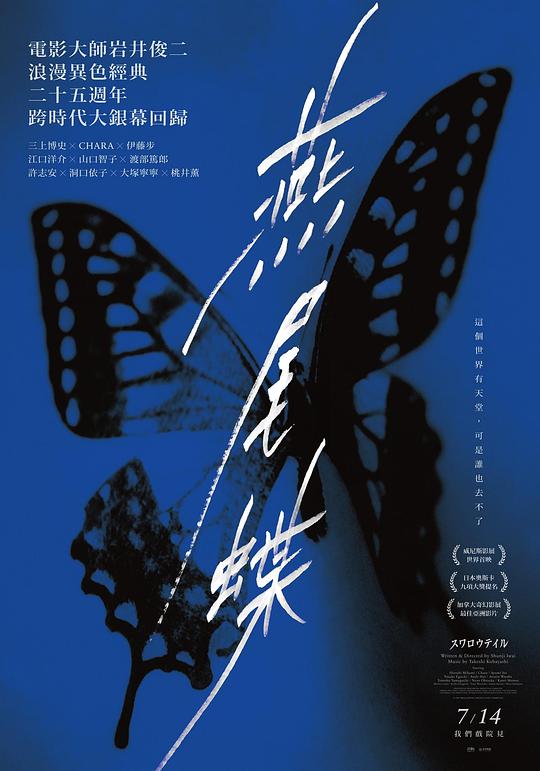 電影大師岩井俊二
浪漫異色經典
二十五週年
跨時代大銀幕回歸
三上博史×CHARA×伊藤步
江口洋介×山口智子×渡部篤郎
許志安×洞口依子×大塚寧寧×桃井薰
燕尾蝶
這個世界有天堂，可是誰也去不了
威尼斯影展
世界首映
日本奧斯卡
九項大獎提名
加拿大奇幻影展
最佳亞洲影片
スワロウテイル
Written & Directed by Shunji Iwai
Music by Takeshi Kobayashi
7/14
我們戲院見